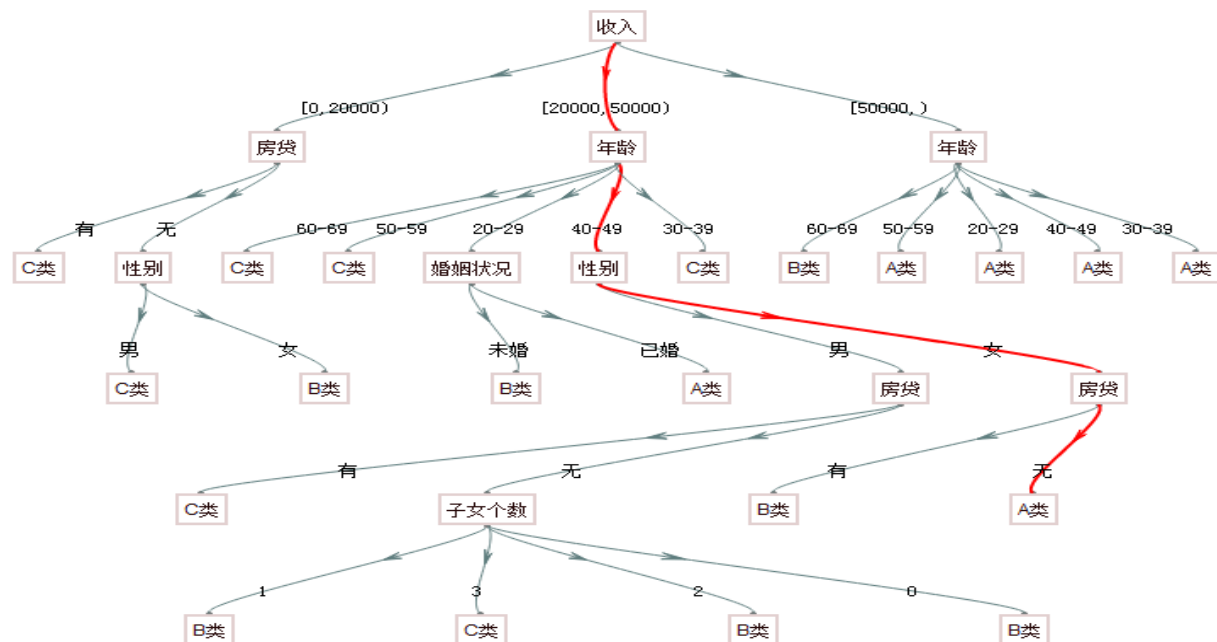 收入
[0,20000) [20000,50000) [50000,)
房贷 年龄 年龄
有 无 60-69 50-59 20-29 40-49 30-39 60-69 50-59 20-29 40-49 30-39
C类 性别 C类 C类 婚姻状况 性别 C类 B类 A类 A类 A类 A类
男 女 未婚 已婚 男 女
C类 B类 B类 A类 房贷 房贷
有 无 有 无
C类 子女个数 B类 A类
1 3 2 0
B类 C类 B类 B类